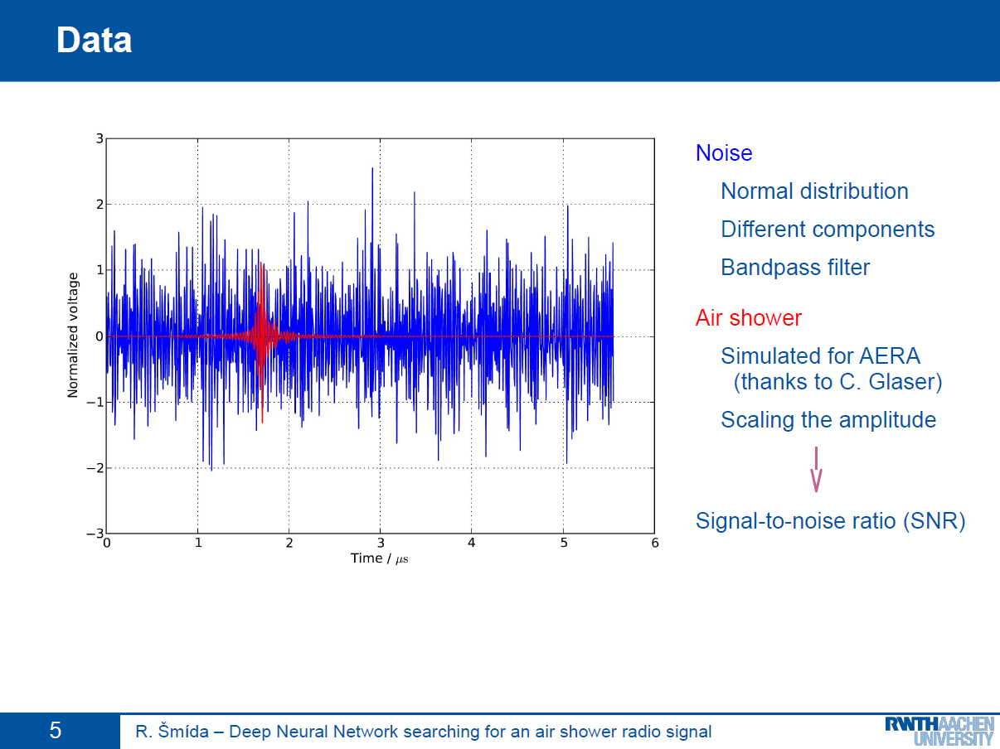 Data
3
2
1
0
−1
−2
−3
0 1 2 3 4 5 6
Normalized voltage
Time / μs
Noise
Normal distribution
Different components
Bandpass filter
Air shower
Simulated for AERA
(thanks to C. Glaser)
Scaling the amplitude
Signal-to-noise ratio (SNR)
5
R. Šmída – Deep Neural Network searching for an air shower radio signal
RWTHAACHEN
UNIVERSITY